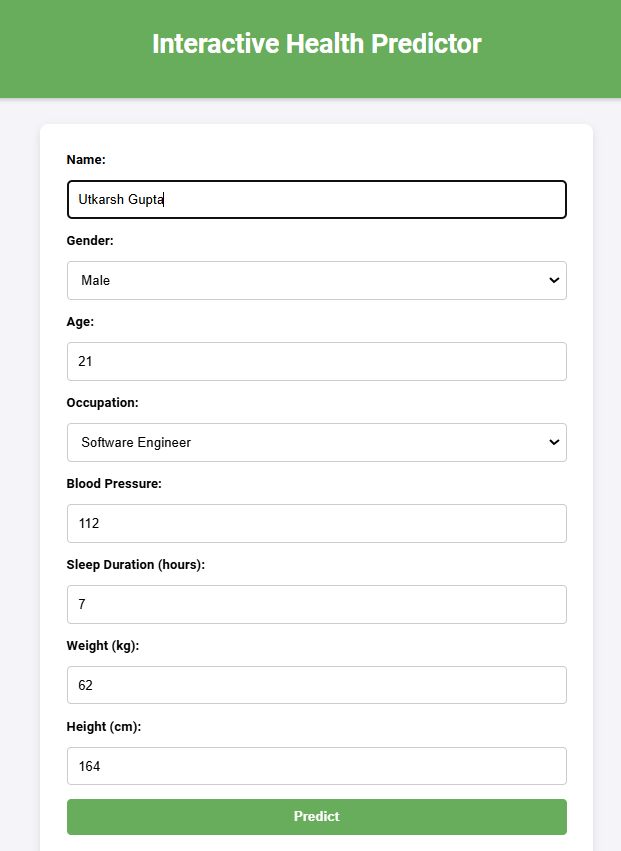 Interactive Health Predictor
Name:
Utkarsh Gupta
Gender:
Male
Age:
21
Occupation:
Software Engineer
Blood Pressure:
112
Sleep Duration (hours):
7
Weight (kg):
62
Height (cm):
164
Predict